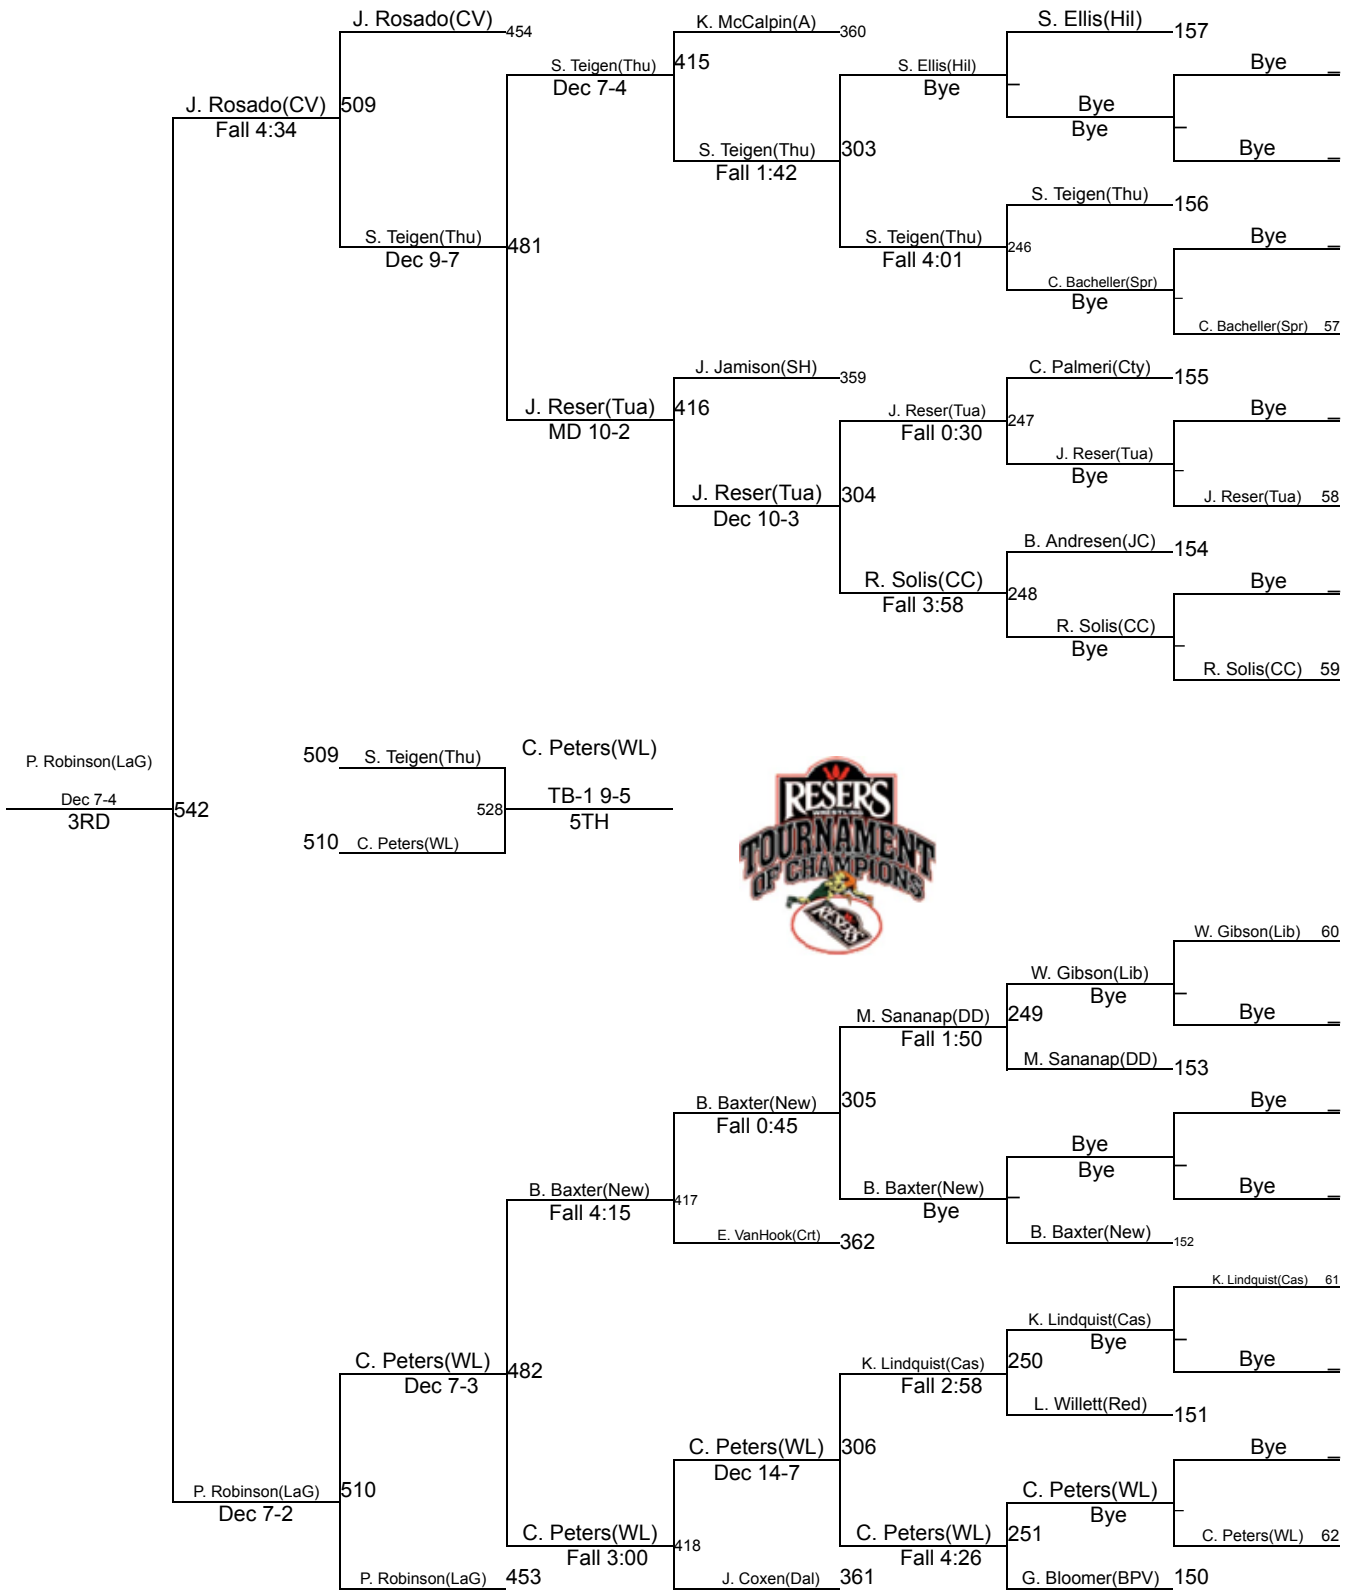 J. Rosado(CV) 454
K. McCalpin(A) 360
S. Ellis(Hil) 157
S. Teigen(Thu) 415
Dec 7-4
S. Ellis(Hil)
Bye
Bye _
_
J. Rosado(CV) 509
Fall 4:34
Bye
Bye
_
S. Teigen(Thu) 303
Fall 1:42
Bye _
S. Teigen(Thu) 156
S. Teigen(Thu) 481
Dec 9-7
S. Teigen(Thu) 246
Fall 4:01
Bye _
C. Bacheller(Spr)
Bye
_
C. Bacheller(Spr) 57
J. Jamison(SH) 359
C. Palmeri(Cty) 155
J. Reser(Tua) 416
MD 10-2
J. Reser(Tua) 247
Fall 0:30
Bye _
J. Reser(Tua)
Bye
_
J. Reser(Tua) 304
Dec 10-3
J. Reser(Tua) 58
B. Andresen(JC) 154
R. Solis(CC) 248
Fall 3:58
Bye _
R. Solis(CC)
Bye
_
R. Solis(CC) 59
P. Robinson(LaG)
Dec 7-4
3RD
542
509 S. Teigen(Thu)
C. Peters(WL)
528
TB-1 9-5
5TH
510 C. Peters(WL)
RESER'S
WRESTLING
TOURNAMENT
OF CHAMPIONS
RESER'S
W. Gibson(Lib) 60
W. Gibson(Lib)
Bye
_
M. Sananap(DD) 249
Fall 1:50
Bye _
M. Sananap(DD) 153
B. Baxter(New) 305
Fall 0:45
Bye _
Bye
Bye
_
B. Baxter(New) 417
Fall 4:15
B. Baxter(New)
Bye
_
Bye _
E. VanHook(Crt) 362
B. Baxter(New) 152
K. Lindquist(Cas) 61
K. Lindquist(Cas)
Bye
_
C. Peters(WL) 482
Dec 7-3
K. Lindquist(Cas) 250
Fall 2:58
Bye _
L. Willett(Red) 151
C. Peters(WL) 306
Dec 14-7
Bye _
P. Robinson(LaG) 510
Dec 7-2
C. Peters(WL)
Bye
_
C. Peters(WL) 418
Fall 3:00
C. Peters(WL) 251
Fall 4:26
C. Peters(WL) 62
P. Robinson(LaG) 453
J. Coxen(Dal) 361
G. Bloomer(BPV) 150